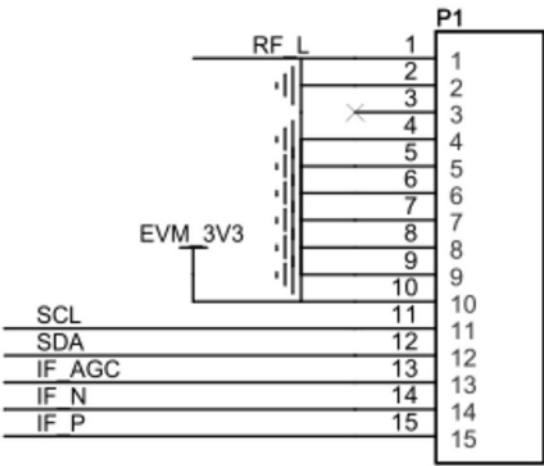 P1
RF_L 1 1
2 2
3 3
4 4
5 5
6 6
7 7
EVM_3V3 8 8
9 9
10 10
SCL 11 11
SDA 12 12
IF_AGC 13 13
IF_N 14 14
IF_P 15 15